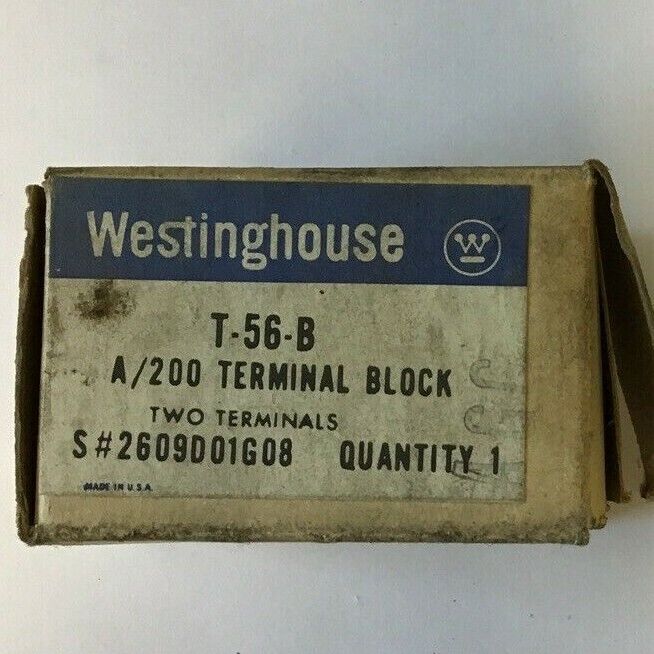 Westinghouse W
T-56-B
A/200 TERMINAL BLOCK
TWO TERMINALS
S#2609D01G08 QUANTITY 1
MADE IN U.S.A.